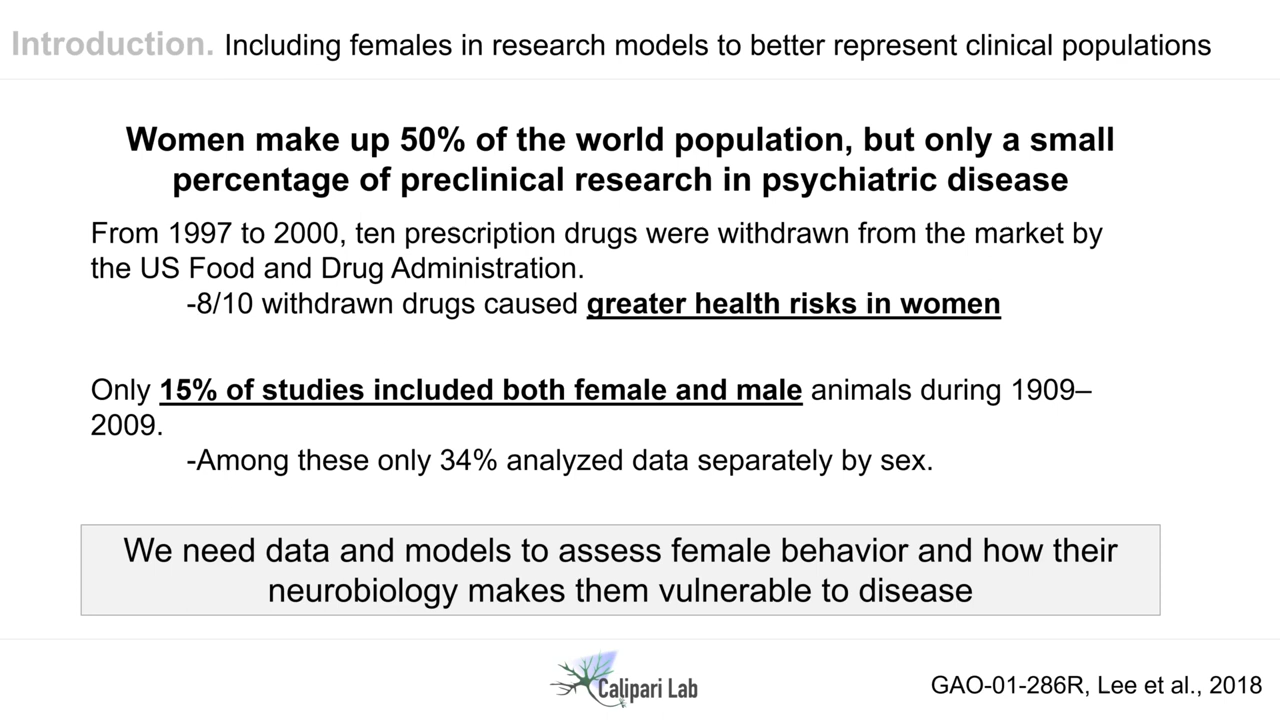 Introduction. Including females in research models to better represent clinical populations
Women make up 50% of the world population, but only a small
percentage of preclinical research in psychiatric disease
From 1997 to 2000, ten prescription drugs were withdrawn from the market by
the US Food and Drug Administration.
-8/10 withdrawn drugs caused greater health risks in women
Only 15% of studies included both female and male animals during 1909–
2009.
-Among these only 34% analyzed data separately by sex.
We need data and models to assess female behavior and how their
neurobiology makes them vulnerable to disease
Calipari Lab
GAO-01-286R, Lee et al., 2018